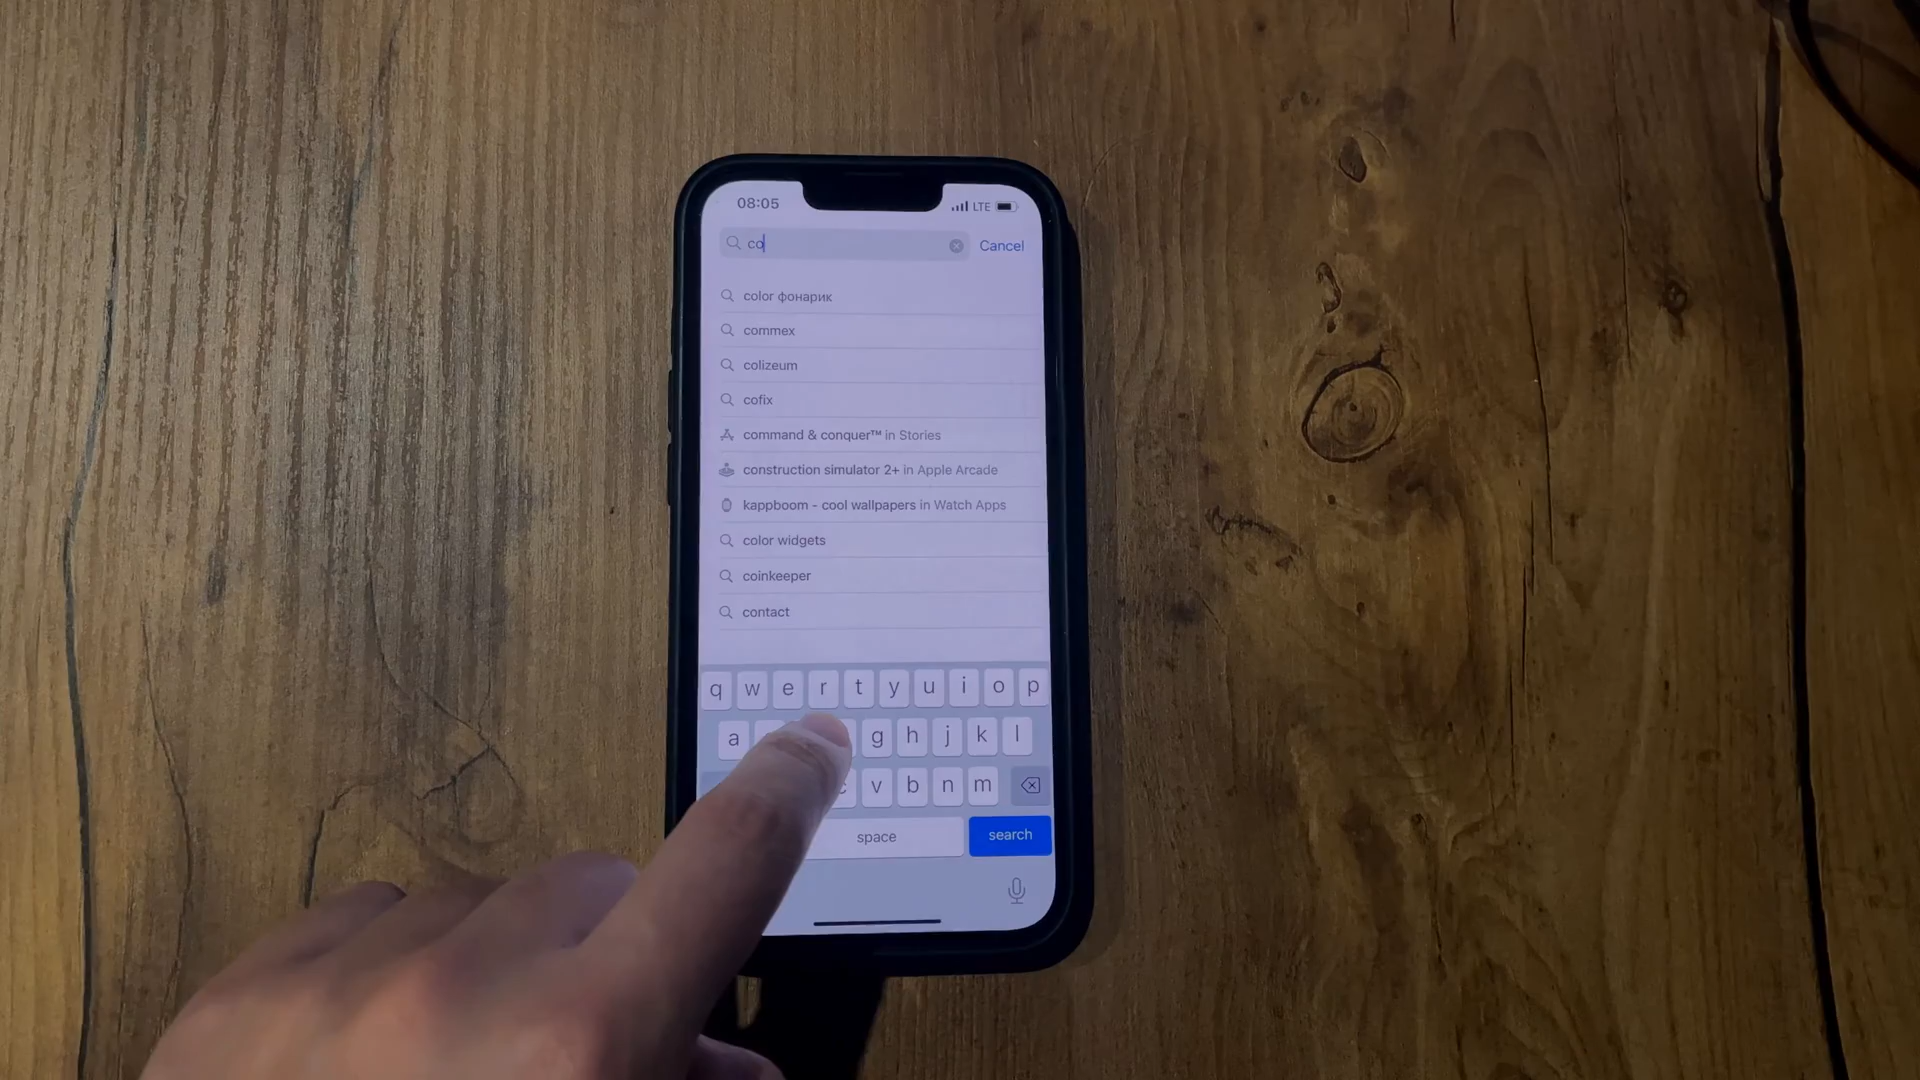 08:05 LTE
co Cancel
color фонарик
commex
colizeum
cofix
command & conquer™ in Stories
construction simulator 2+ in Apple Arcade
kappboom - cool wallpapers in Watch Apps
color widgets
coinkeeper
contact
q w e r t y u i o p
a g h j k l
c v b n m
space search